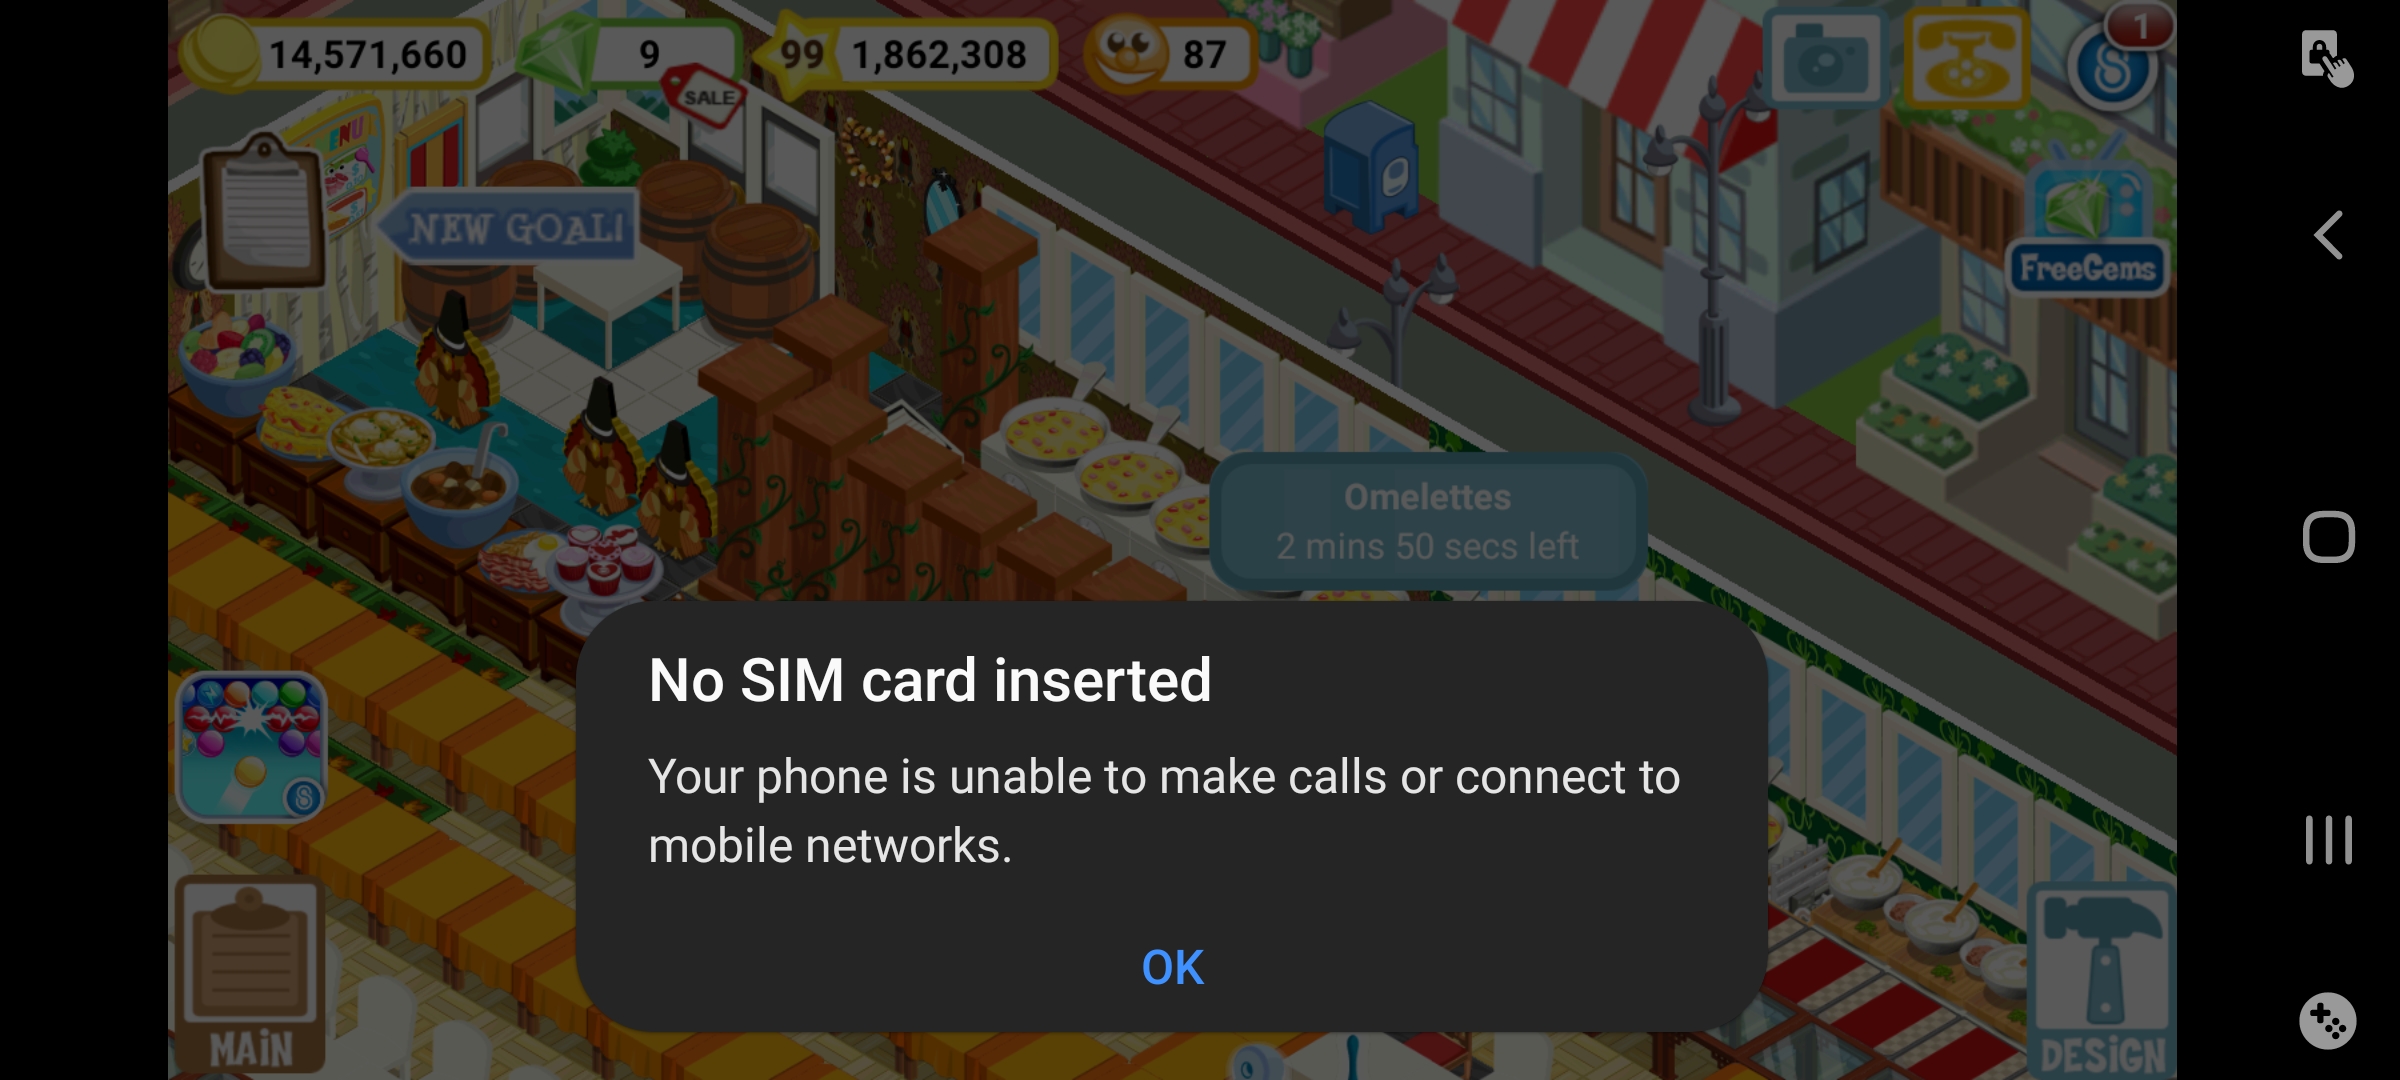 14,571,660
9
99
1,862,308
87
1
SALE
NEW GOAL!
FreeGems
Omelettes
2 mins 50 secs left
No SIM card inserted
Your phone is unable to make calls or connect to
mobile networks.
OK
MAiN
DESiGN